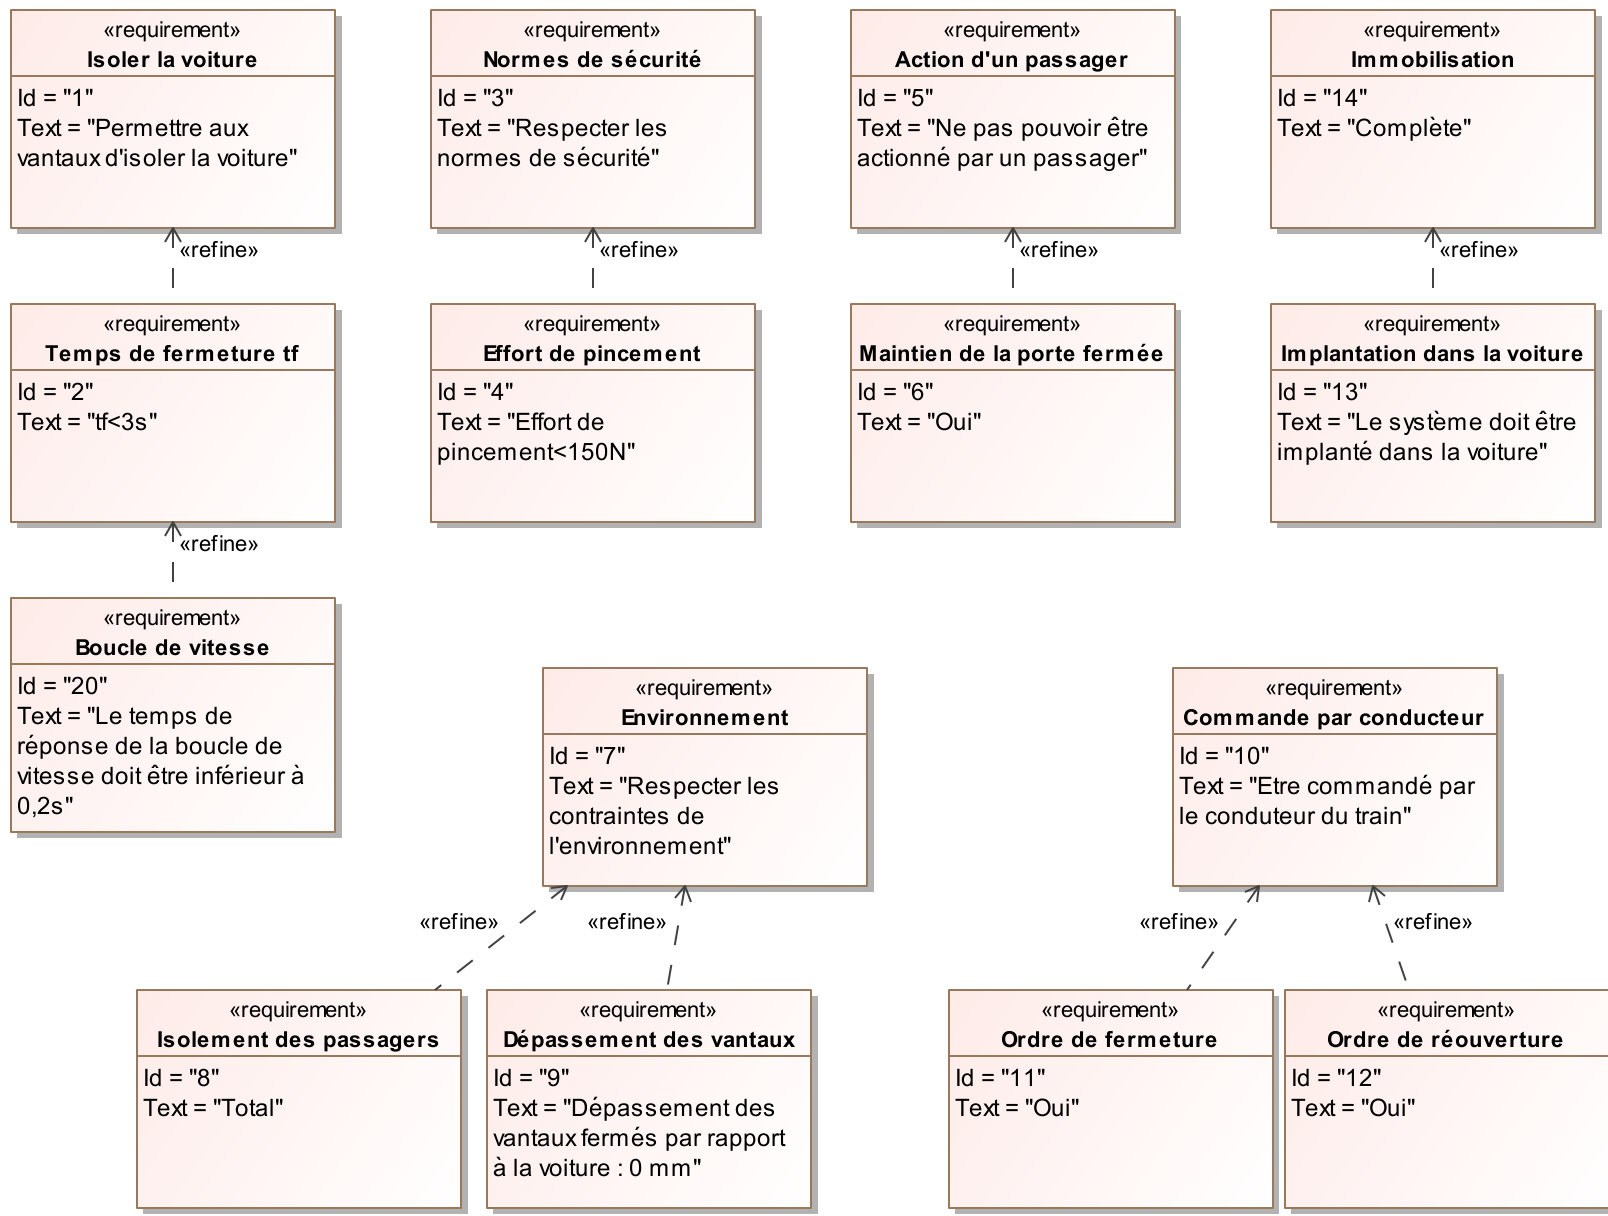 «requirement»
Isoler la voiture
Id = "1"
Text = "Permettre aux
vantaux d'isoler la voiture"
«requirement»
Normes de sécurité
Id = "3"
Text = "Respecter les
normes de sécurité"
«requirement»
Action d'un passager
Id = "5"
Text = "Ne pas pouvoir être
actionné par un passager"
«requirement»
Immobilisation
Id = "14"
Text = "Complète"
«refine»
«refine»
«refine»
«refine»
«requirement»
Temps de fermeture tf
Id = "2"
Text = "tf<3s"
«requirement»
Effort de pincement
Id = "4"
Text = "Effort de
pincement<150N"
«requirement»
Maintien de la porte fermée
Id = "6"
Text = "Oui"
«requirement»
Implantation dans la voiture
Id = "13"
Text = "Le système doit être
implanté dans la voiture"
«refine»
«requirement»
Boucle de vitesse
Id = "20"
Text = "Le temps de
réponse de la boucle de
vitesse doit être inférieur à
0,2s"
«requirement»
Environnement
Id = "7"
Text = "Respecter les
contraintes de
l'environnement"
«requirement»
Commande par conducteur
Id = "10"
Text = "Etre commandé par
le conduteur du train"
«refine»
«refine»
«refine»
«refine»
«requirement»
Isolement des passagers
Id = "8"
Text = "Total"
«requirement»
Dépassement des vantaux
Id = "9"
Text = "Dépassement des
vantaux fermés par rapport
à la voiture : 0 mm"
«requirement»
Ordre de fermeture
Id = "11"
Text = "Oui"
«requirement»
Ordre de réouverture
Id = "12"
Text = "Oui"